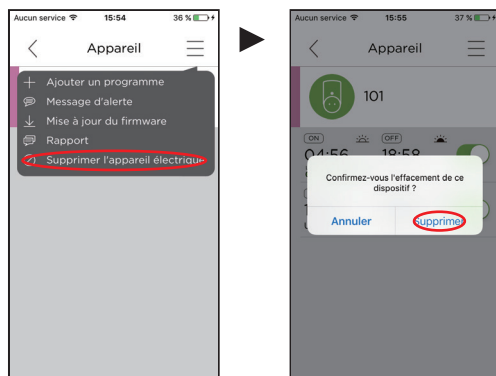 Aucun service 15:54 36 %
Appareil
Ajouter un programme
Message d'alerte
Mise à jour du firmware
Rapport
Supprimer l'appareil électrique
Aucun service 15:55 37 %
Appareil
101
ON OFF
04:56 18:58
Confirmez-vous l'effacement de ce
dispositif ?
Annuler Supprimer